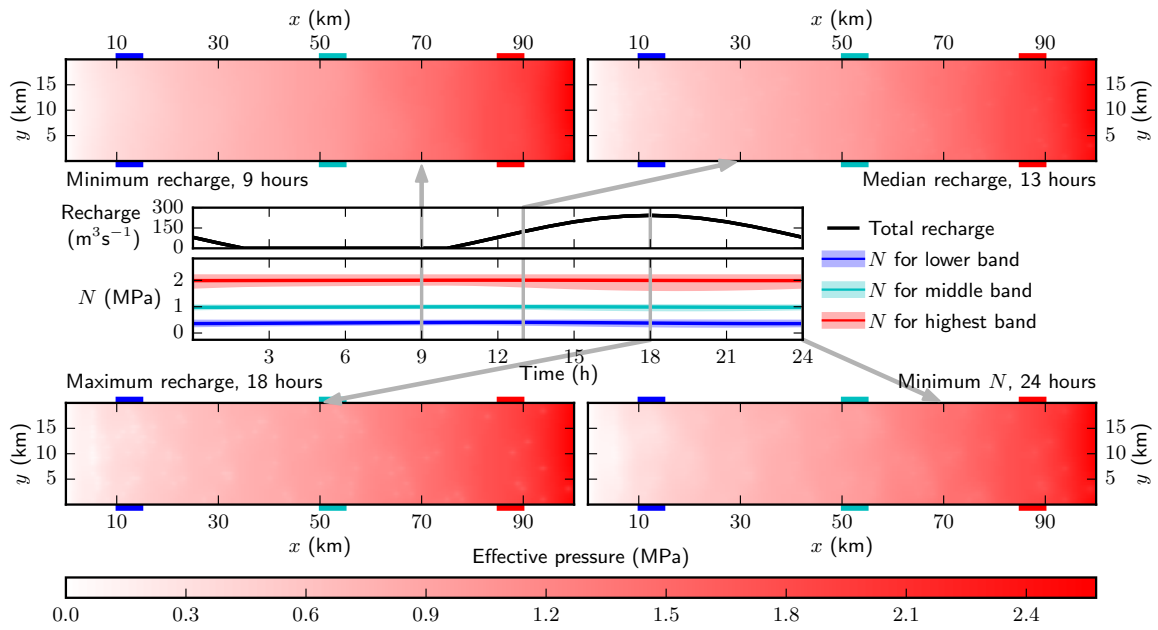 x (km) x (km)
10 30 50 70 90 10 30 50 70 90
y (km) 15 10 5 15 10 5 y (km)
Minimum recharge, 9 hours Median recharge, 13 hours
Recharge (m³s⁻¹) 300 150 0
Total recharge
N for lower band
N for middle band
N for highest band
N (MPa) 2 1 0
3 6 9 12 15 18 21 24
Time (h)
Maximum recharge, 18 hours Minimum N, 24 hours
y (km) 15 10 5 15 10 5 y (km)
10 30 50 70 90 10 30 50 70 90
x (km) x (km)
Effective pressure (MPa)
0.0 0.3 0.6 0.9 1.2 1.5 1.8 2.1 2.4